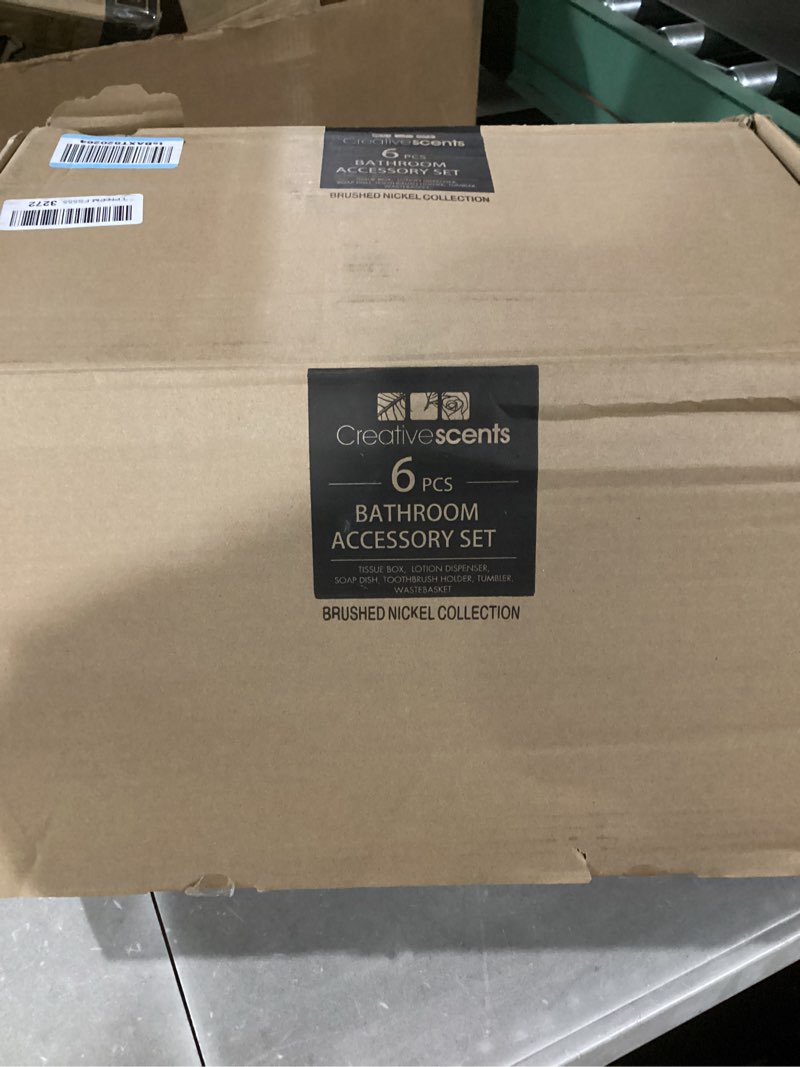 Creativescents
6 PCS
BATHROOM
ACCESSORY SET
BRUSHED NICKEL COLLECTION
3272
Creativescents
6 PCS
BATHROOM
ACCESSORY SET
TISSUE BOX, LOTION DISPENSER,
SOAP DISH, TOOTHBRUSH HOLDER, TUMBLER,
WASTEBASKET
BRUSHED NICKEL COLLECTION